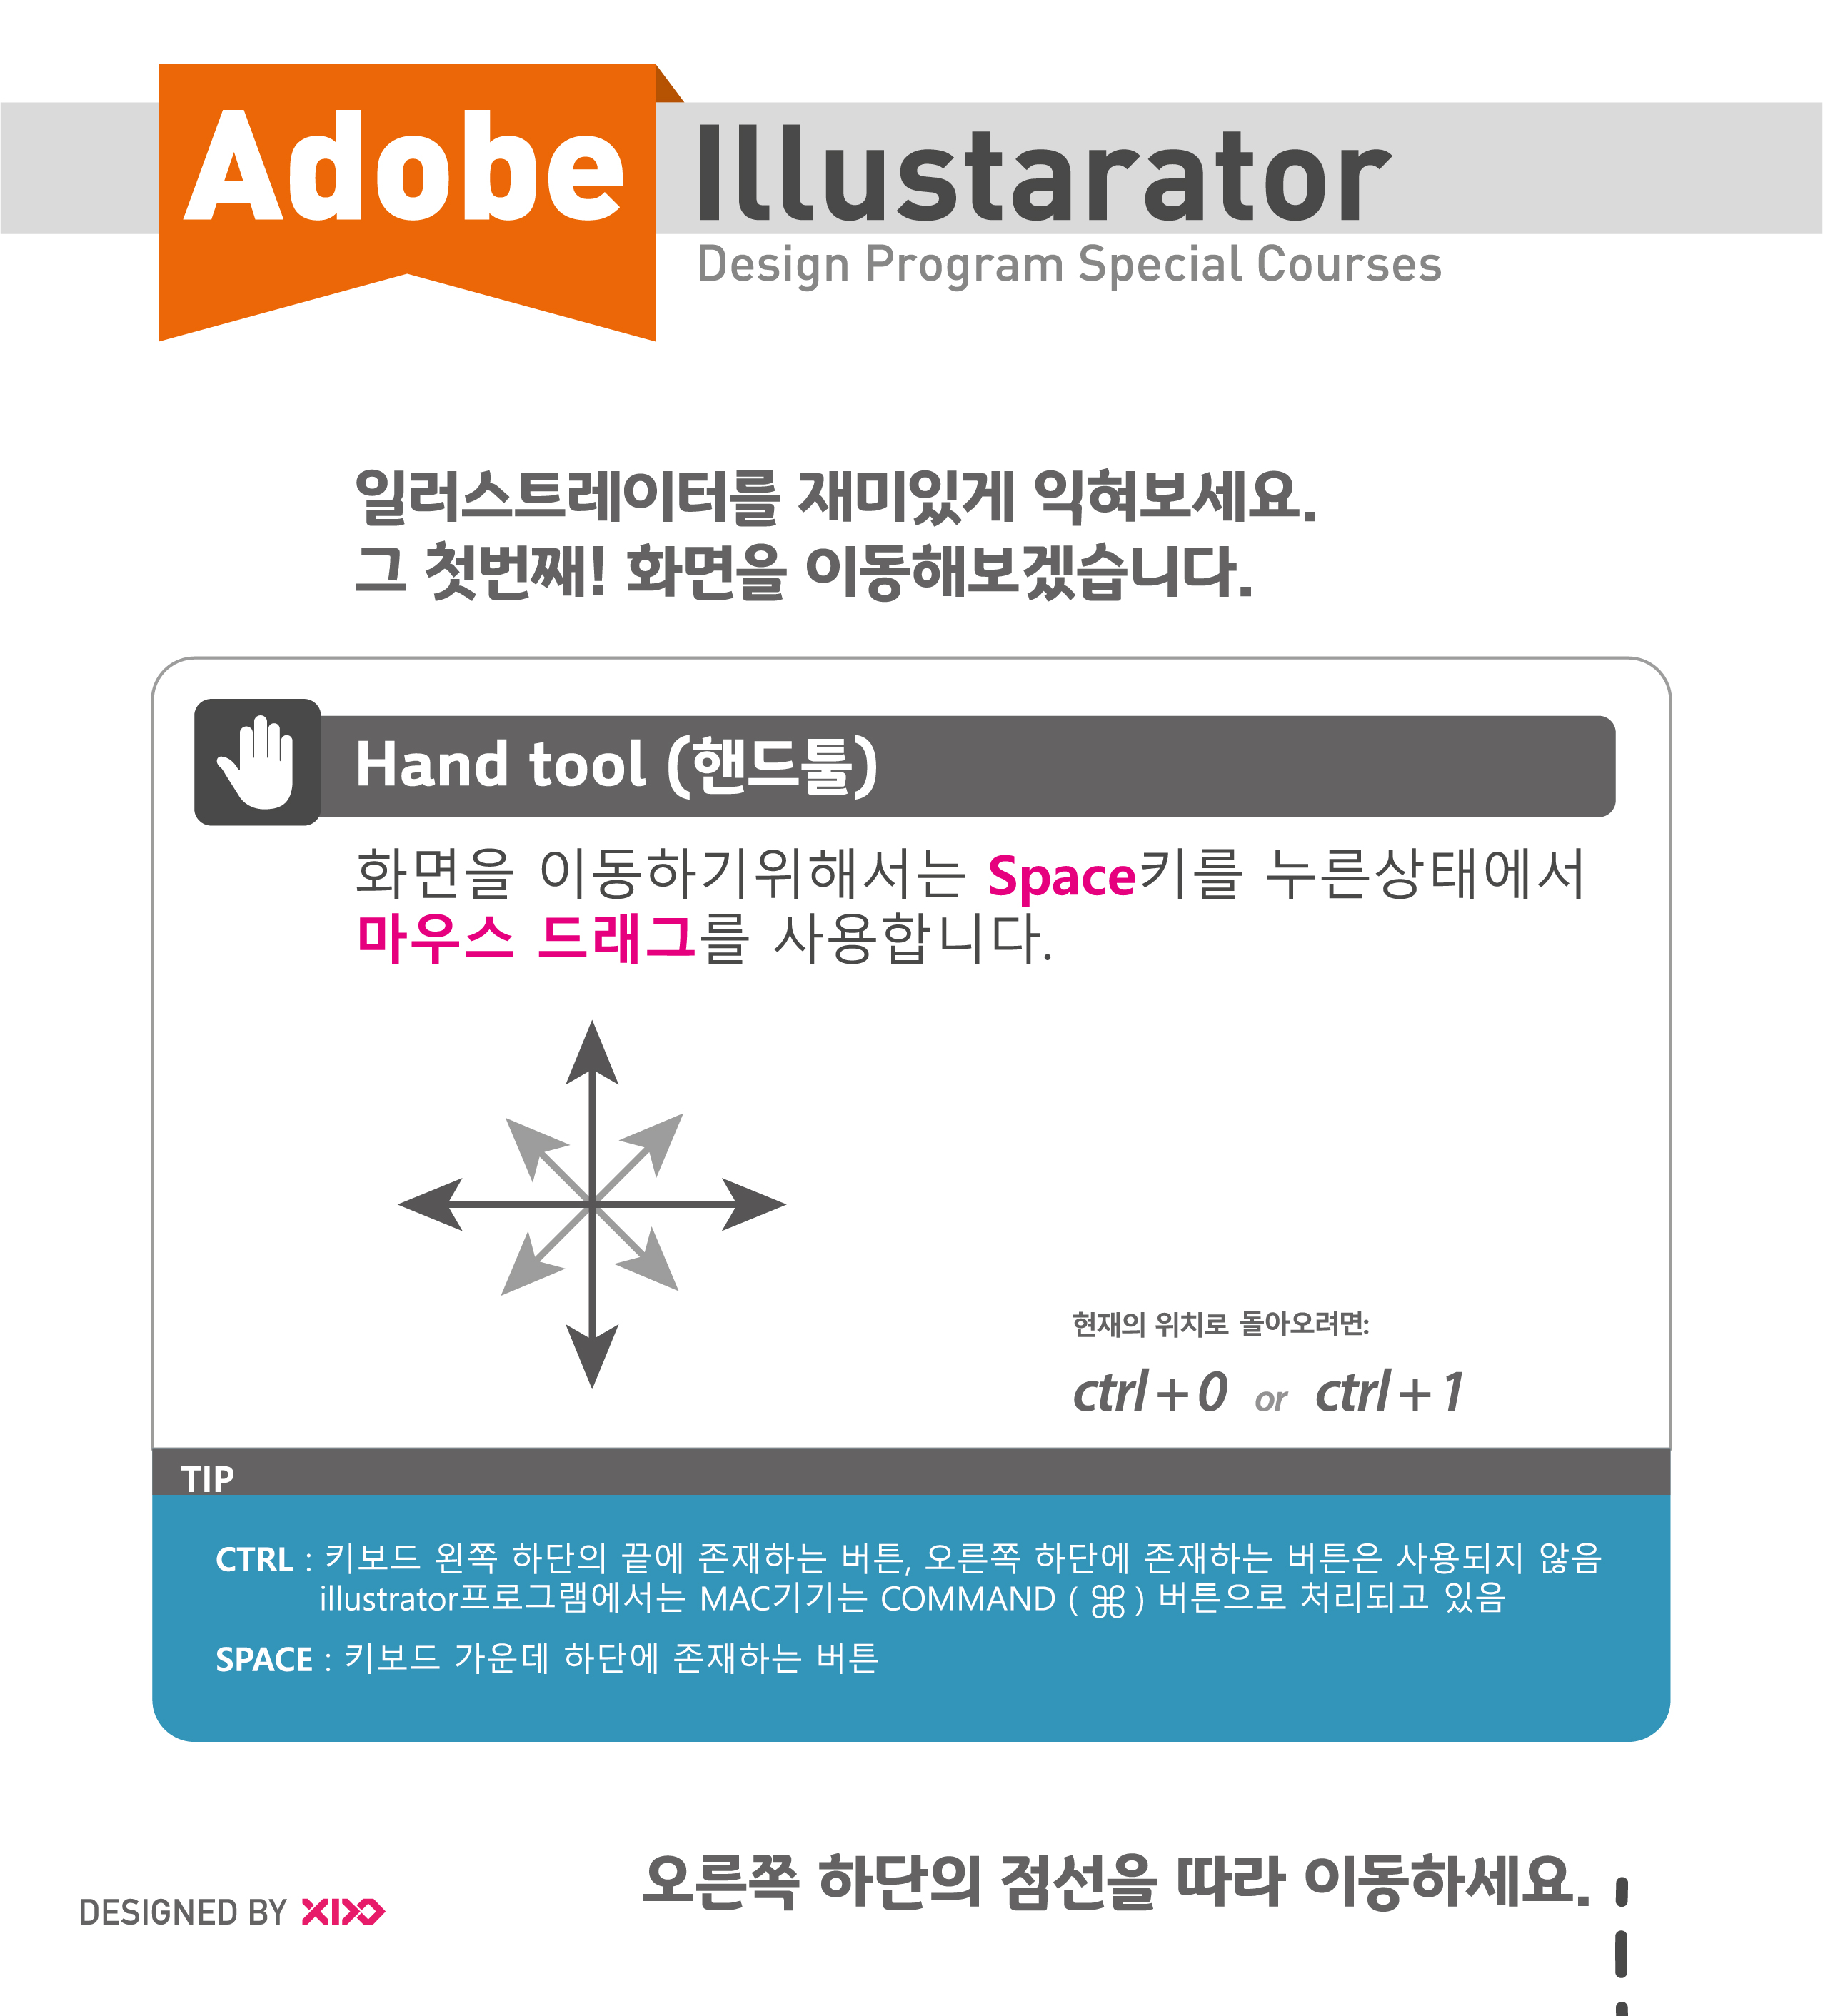 Adobe Illustarator
Design Program Special Courses
일러스트레이터를 재미있게 익혀보세요.
그 첫번째! 화면을 이동해보겠습니다.
Hand tool (핸드툴)
화면을 이동하기위해서는 Space키를 누른상태에서
마우스 드래그를 사용합니다.
현재의 위치로 돌아오려면:
ctrl + 0 or ctrl + 1
TIP
CTRL : 키보드 왼쪽 하단의 끝에 존재하는 버튼, 오른쪽 하단에 존재하는 버튼은 사용되지 않음
illustrator프로그램에서는 MAC기기는 COMMAND ( ⌘ ) 버튼으로 처리되고 있음
SPACE : 키보드 가운데 하단에 존재하는 버튼
오른쪽 하단의 점선을 따라 이동하세요.
DESIGNED BY XIXO